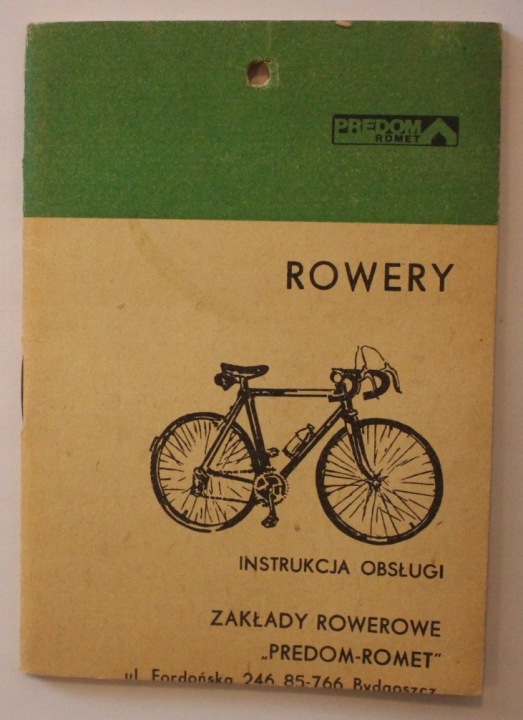 PREDOM
ROMET
ROWERY
INSTRUKCJA OBSŁUGI
ZAKŁADY ROWEROWE
„PREDOM-ROMET"
ul. Fordońska 246 85-766 Bydgoszcz